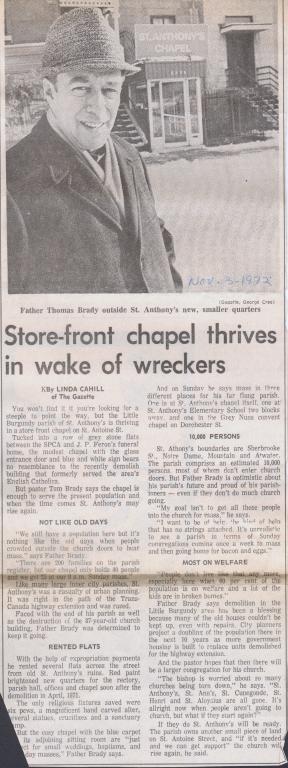 ST. ANTHONY'S
CHAPEL
Nov. 3-1972
(Gazette, George Cree)
Father Thomas Brady outside St. Anthony's new, smaller quarters
Store-front chapel thrives
in wake of wreckers
By LINDA CAHILL
of The Gazette
You won't find it if you're looking for a
steeple to point the way, but the Little
Burgundy parish of St. Anthony's is thriving
in a store front chapel on St. Antoine St.
Tucked into a row of grey stone flats
between the SPCA and J. P. Feron's funeral
home, the modest chapel with the glass
entrance door and blue and white sign bears
no resemblance to the recently demolish
building that formerly served the area's
English Catholics.
But pastor Tom Brady says the chapel is
enough to serve the present population and
when the time comes St. Anthony's may
rise again.
NOT LIKE OLD DAYS
"We still have a population here but it's
nothing like the old days when people
crowded outside the church doors to hear
mass," says Father Brady.
"There are 200 families on the parish
register, but our chapel only holds 40 people
and we get 25 at our 9 a.m. Sunday mass."
Like many large inner city parishes, St.
Anthony's was a casualty of urban planning.
It was right in the path of the Trans-
Canada highway extension and was razed.
Faced with the end of his parish as well
as the destruction of the 87-year-old church
building, Father Brady was determined to
keep it going.
RENTED FLATS
With the help of expropriation payments
he rented several flats across the street
from old St. Anthony's ruins. Red paint
brightened new quarters for the rectory,
parish hall, offices and chapel soon after the
demolition in April, 1971.
The only religious fixtures saved were
six pews, a magnificent hand carved altar,
several statues, crucifixes and a sanctuary
But the cosy chapel with the blue carpet
its adjoining sitting room are "just
for small weddings, baptisms, and
day masses," Father Brady says.
And on Sunday he says mass in three
different places for his far flung parish.
One is at St. Anthony's chapel itself, one at
St. Anthony's Elementary School two blocks
away, and one in the Grey Nuns convent
chapel on Dorchester St.
10,000 PERSONS
St. Anthony's boundaries are Sherbrooke
St., Notre Dame, Mountain and Atwater.
The parish comprises an estimated 10,000
persons, most of whom don't enter church
doors. But Father Brady is optimistic about
his parish's future and proud of his parish-
ioners — even if they don't do much church
going.
"My goal isn't to get all those people
into the church for mass," he says.
"I want to be of help, the kind of help
that has no strings attached. It's unrealistic
to see a parish in terms of Sunday
congregations coming once a week to mass
and then going home for bacon and eggs."
MOST ON WELFARE
"People don't live like that any more,
especially here when 60 per cent of the
population is on welfare and a lot of the
kids are in broken homes."
Father Brady says demolition in the
Little Burgundy area has been a blessing
because many of the old houses couldn't be
kept up, even with repairs. City planners
project a doubling of the population there
in the next 10 years as more government
housing is built to replace units demolished
for the highway extension.
And the pastor hopes that then there will
be a larger congregation for his church.
"The bishop is worried about so many
churches being torn down," he says. "St.
Anthony's, St. Ann's, St. Cunegonde, St.
Henri and St. Aloysius are all gone. It's
alright now when people aren't going to
church, but what if they start again?"
If they do St. Anthony's will be ready.
The parish owns another small piece of land
on St. Antoine Street, and "if it's needed
and we can get support" the church will
rise again, he said.